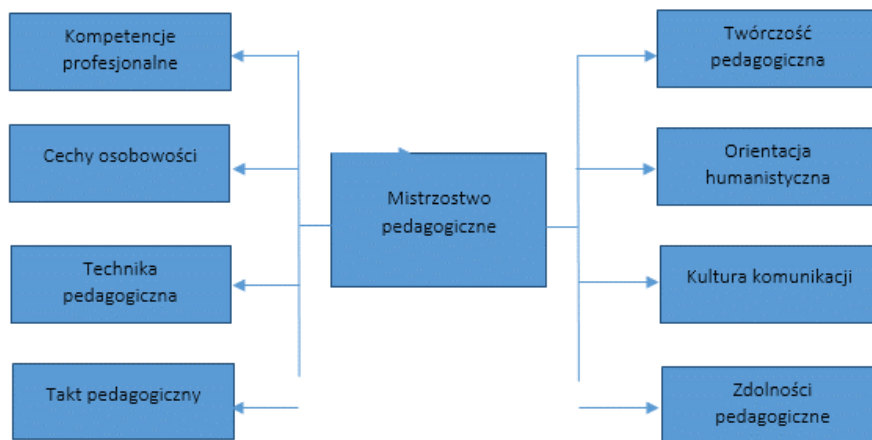 Kompetencje
profesjonalne
Cechy osobowości
Technika
pedagogiczna
Takt pedagogiczny
Mistrzostwo
pedagogiczne
Twórczość
pedagogiczna
Orientacja
humanistyczna
Kultura komunikacji
Zdolności
pedagogiczne